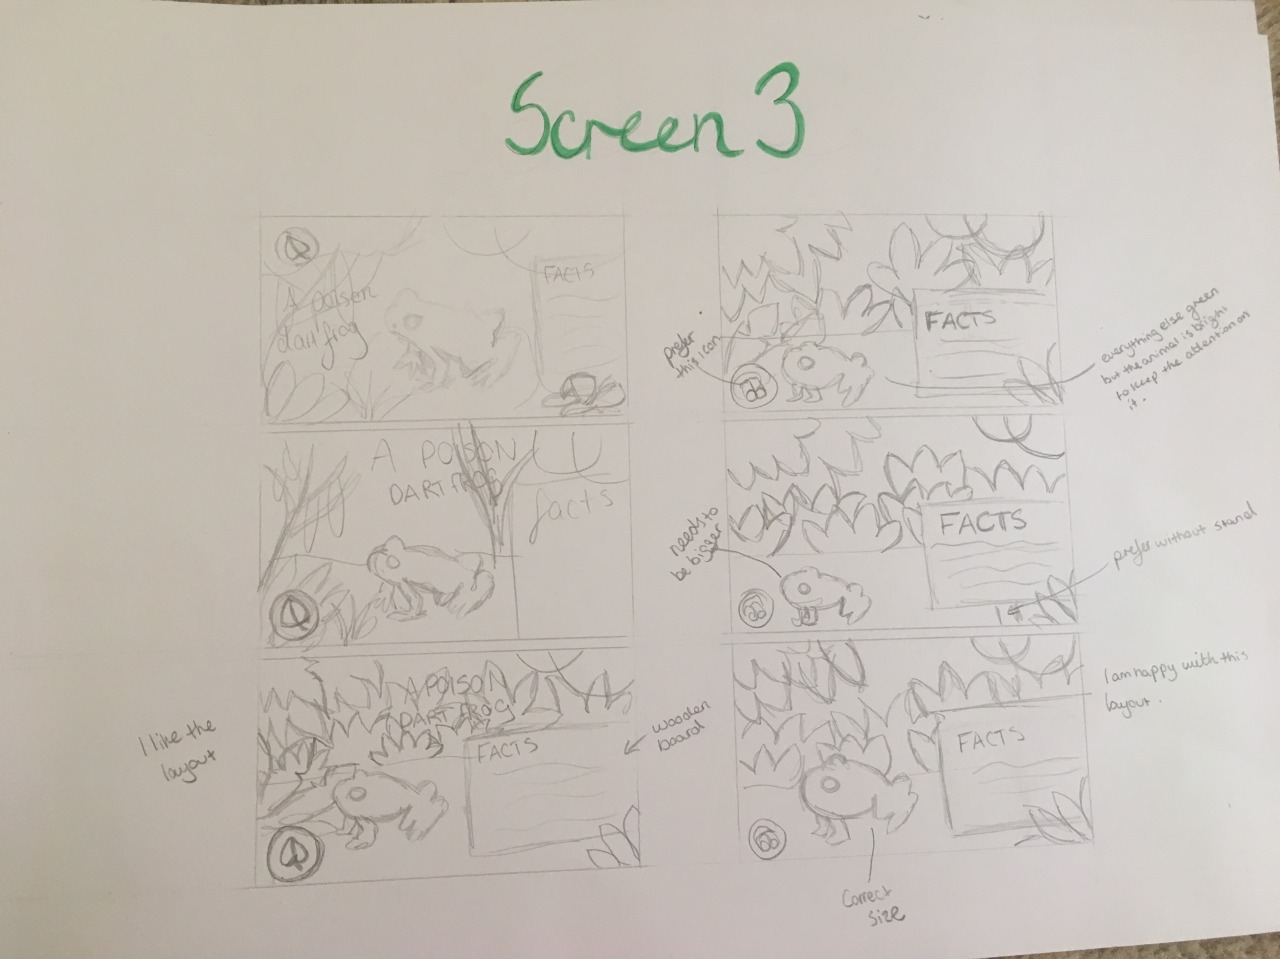 Screen 3
A poison
dart frog
FACTS
prefer
this icon
FACTS
everything else green
but the animal is bright
to keep the attention on
it.
A POISON
DART FROG
facts
needs to
be bigger
FACTS
prefer without stand
I like the
layout
A POISON
DART FROG
FACTS
wooden
board
FACTS
I am happy with this
layout.
Correct
size